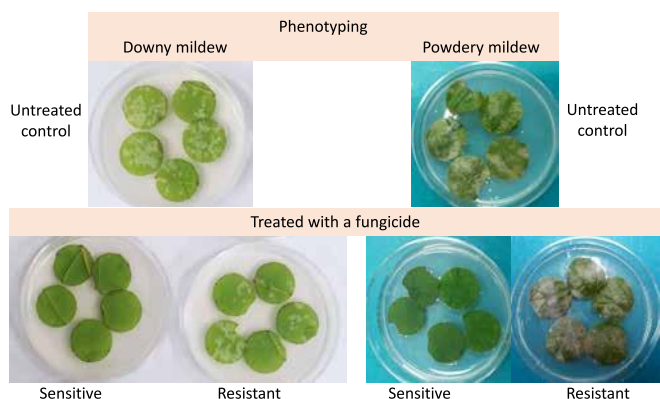 Phenotyping
Downy mildew
Powdery mildew
Untreated
control
Untreated
control
Treated with a fungicide
Sensitive
Resistant
Sensitive
Resistant